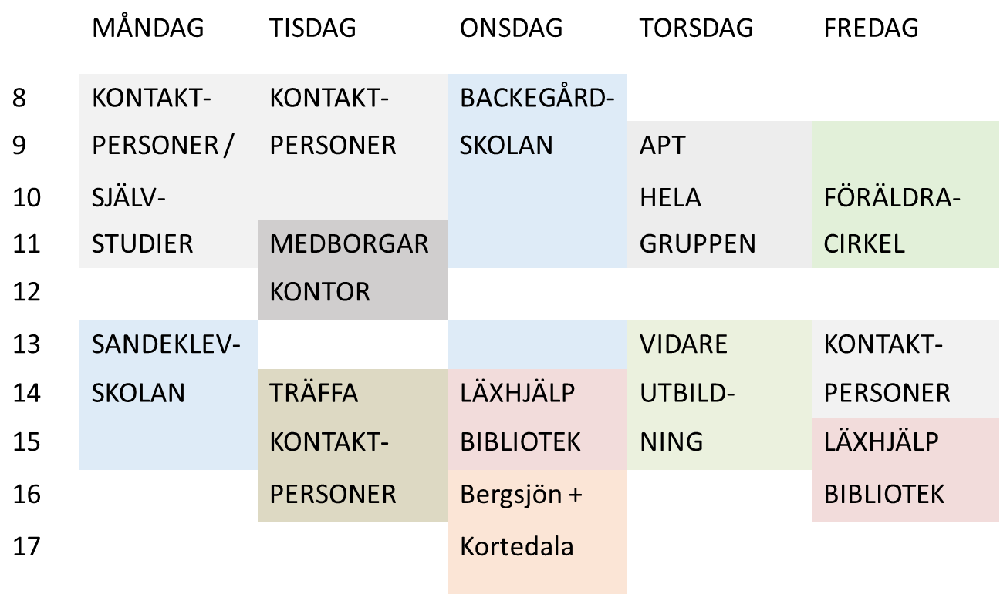 MÅNDAG TISDAG ONSDAG TORSDAG FREDAG
8 KONTAKT- KONTAKT- BACKEGÅRD-
9 PERSONER / PERSONER SKOLAN APT
10 SJÄLV- HELA FÖRÄLDRA-
11 STUDIER MEDBORGAR GRUPPEN CIRKEL
12 KONTOR
13 SANDEKLEV- VIDARE KONTAKT-
14 SKOLAN TRÄFFA LÄXHJÄLP UTBILD- PERSONER
15 KONTAKT- BIBLIOTEK NING LÄXHJÄLP
16 PERSONER Bergsjön + BIBLIOTEK
17 Kortedala